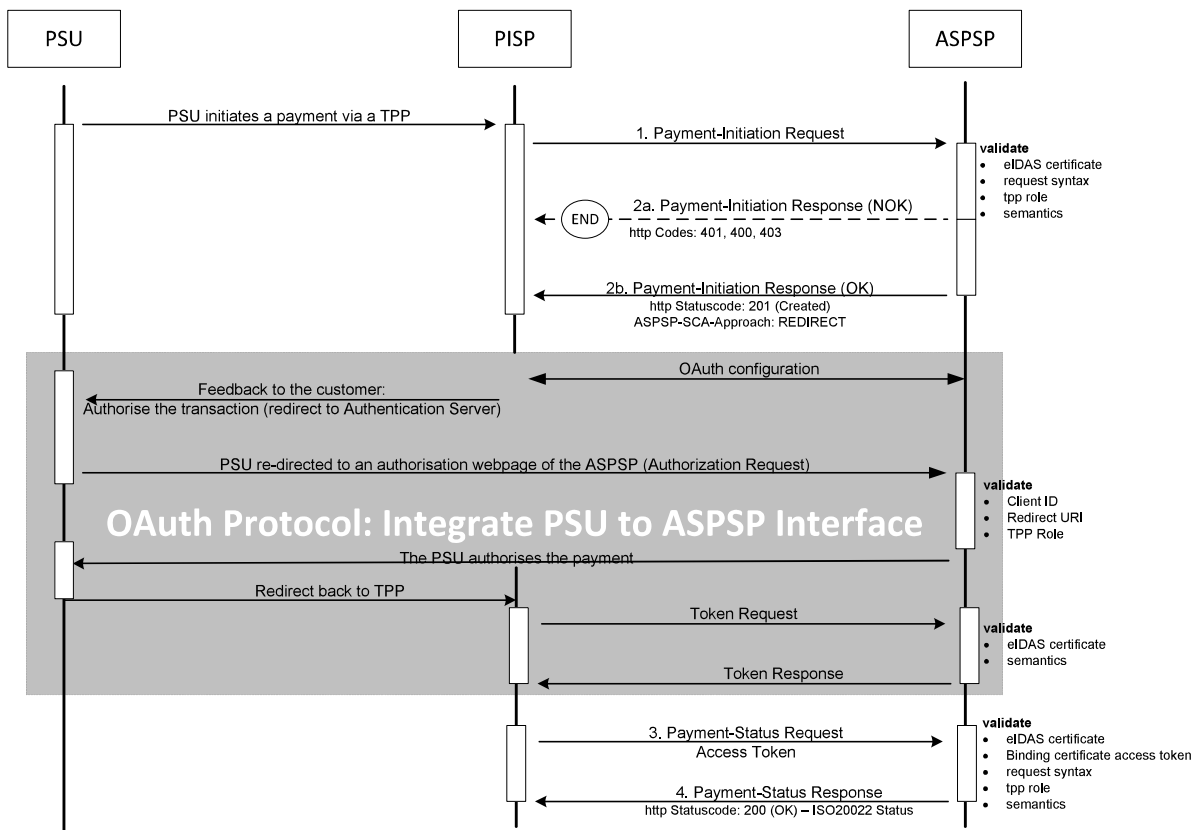 PSU
PISP
ASPSP
PSU initiates a payment via a TPP
1. Payment-Initiation Request
validate
• eIDAS certificate
• request syntax
• tpp role
• semantics
2a. Payment-Initiation Response (NOK)
END
http Codes: 401, 400, 403
2b. Payment-Initiation Response (OK)
http Statuscode: 201 (Created)
ASPSP-SCA-Approach: REDIRECT
OAuth configuration
Feedback to the customer:
Authorise the transaction (redirect to Authentication Server)
PSU re-directed to an authorisation webpage of the ASPSP (Authorization Request)
validate
• Client ID
• Redirect URI
• TPP Role
OAuth Protocol: Integrate PSU to ASPSP Interface
The PSU authorises the payment
Redirect back to TPP
Token Request
validate
• eIDAS certificate
• semantics
Token Response
3. Payment-Status Request
Access Token
validate
• eIDAS certificate
• Binding certificate access token
• request syntax
• tpp role
• semantics
4. Payment-Status Response
http Statuscode: 200 (OK) – ISO20022 Status